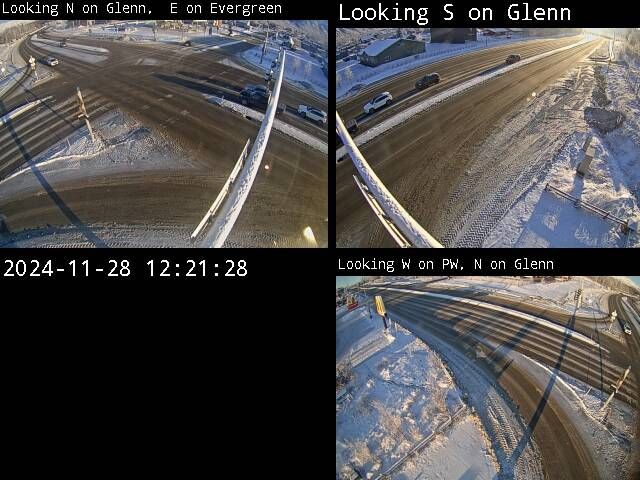 Looking N on Glenn, E on Evergreen
Looking S on Glenn
2024-11-28 12:21:28
Looking W on PW, N on Glenn